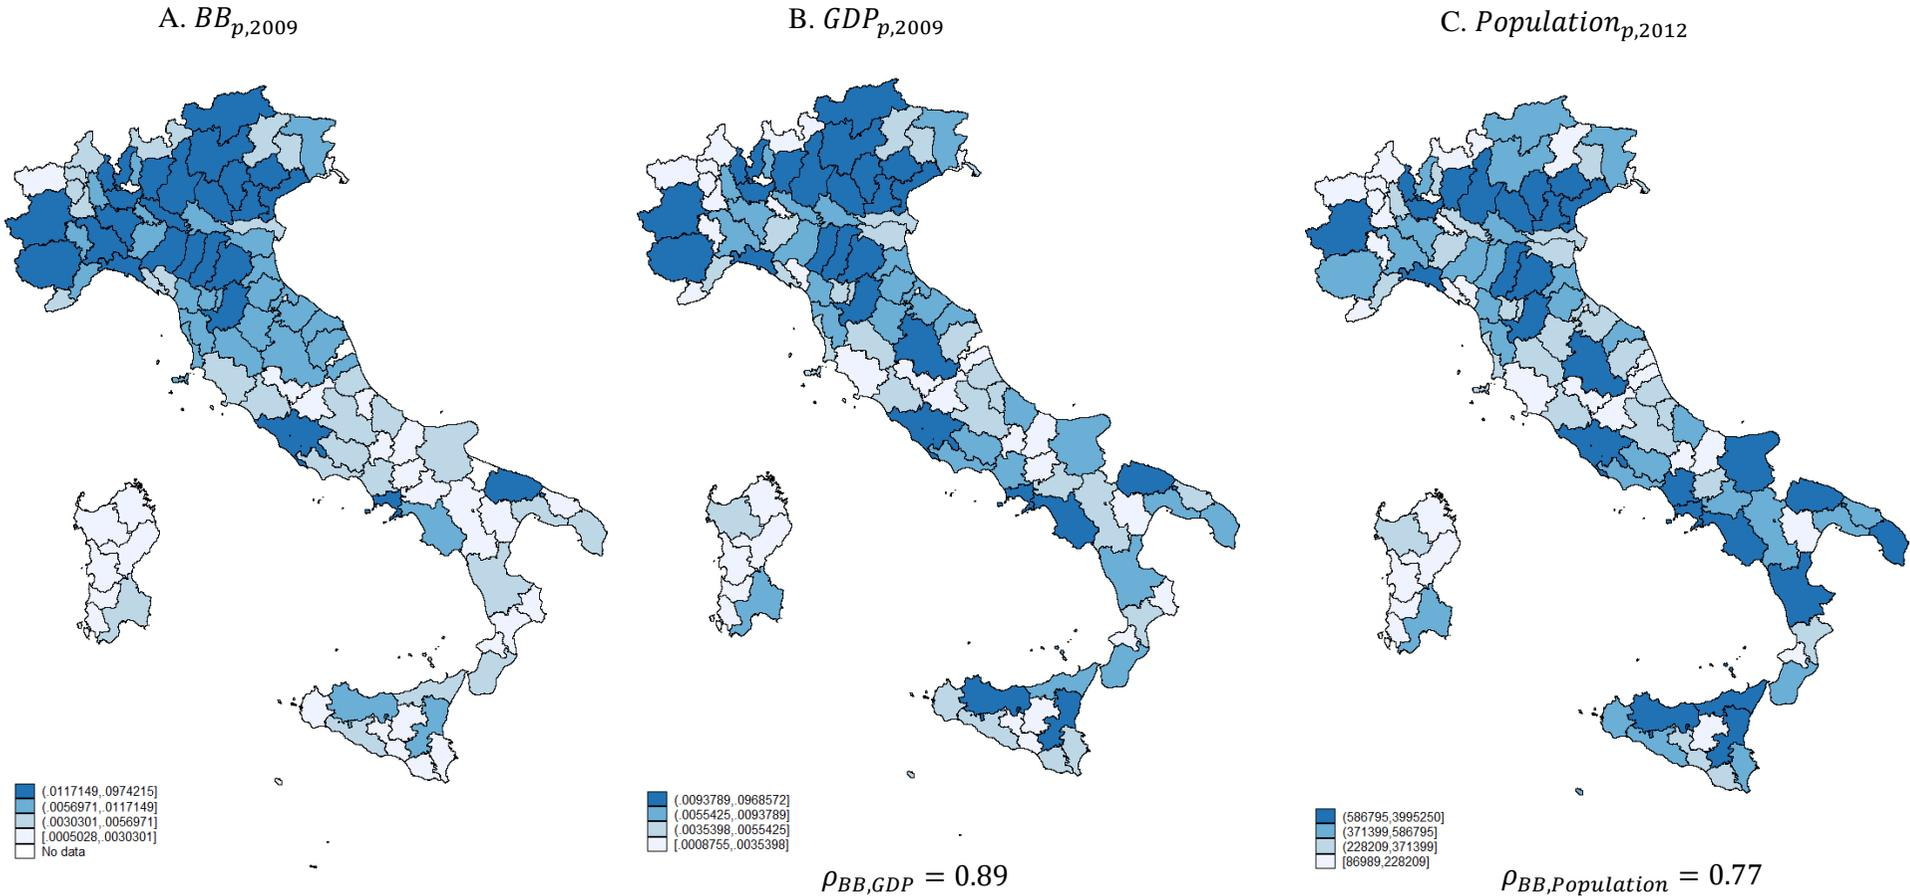 A. BB_{p,2009}
B. GDP_{p,2009}
C. Population_{p,2012}
(.0117149,.0974215]
(.0056971,.0117149]
(.0030301,.0056971]
[.0005028,.0030301]
No data
(.0093789,.0968572]
(.0055425,.0093789]
(.0035398,.0055425]
[.0008755,.0035398]
ρ_{BB,GDP} = 0.89
(586795,3995250]
(371399,586795]
(228209,371399]
[86989,228209]
ρ_{BB,Population} = 0.77